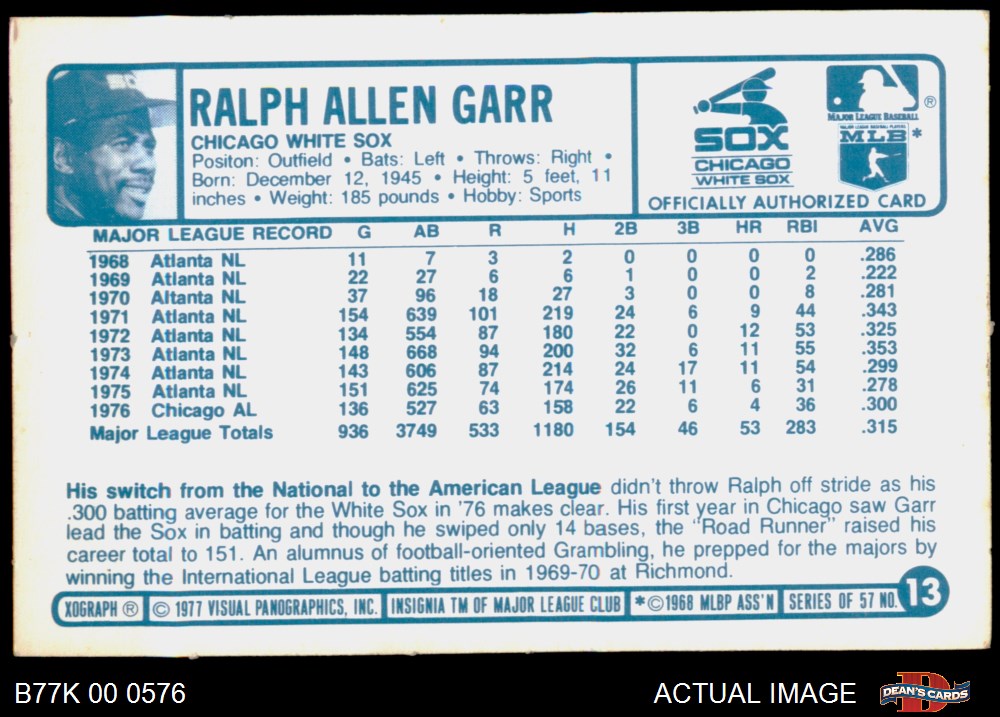 RALPH ALLEN GARR
CHICAGO WHITE SOX
Positon: Outfield • Bats: Left • Throws: Right •
Born: December 12, 1945 • Height: 5 feet, 11
inches • Weight: 185 pounds • Hobby: Sports
SOX
CHICAGO
WHITE SOX
®
MAJOR LEAGUE BASEBALL
MAJOR LEAGUE BASEBALL PLAYERS
MLB *
OFFICIALLY AUTHORIZED CARD
MAJOR LEAGUE RECORD G AB R H 2B 3B HR RBI AVG
1968 Atlanta NL 11 7 3 2 0 0 0 0 .286
1969 Atlanta NL 22 27 6 6 1 0 0 2 .222
1970 Altanta NL 37 96 18 27 3 0 0 8 .281
1971 Atlanta NL 154 639 101 219 24 6 9 44 .343
1972 Atlanta NL 134 554 87 180 22 0 12 53 .325
1973 Atlanta NL 148 668 94 200 32 6 11 55 .353
1974 Atlanta NL 143 606 87 214 24 17 11 54 .299
1975 Atlanta NL 151 625 74 174 26 11 6 31 .278
1976 Chicago AL 136 527 63 158 22 6 4 36 .300
Major League Totals 936 3749 533 1180 154 46 53 283 .315
His switch from the National to the American League didn't throw Ralph off stride as his
.300 batting average for the White Sox in '76 makes clear. His first year in Chicago saw Garr
lead the Sox in batting and though he swiped only 14 bases, the "Road Runner" raised his
career total to 151. An alumnus of football-oriented Grambling, he prepped for the majors by
winning the International League batting titles in 1969-70 at Richmond.
XOGRAPH ® © 1977 VISUAL PANOGRAPHICS, INC. INSIGNIA TM OF MAJOR LEAGUE CLUB *©1968 MLBP ASS'N SERIES OF 57 NO. 13
B77K 00 0576 ACTUAL IMAGE DEAN'S CARDS